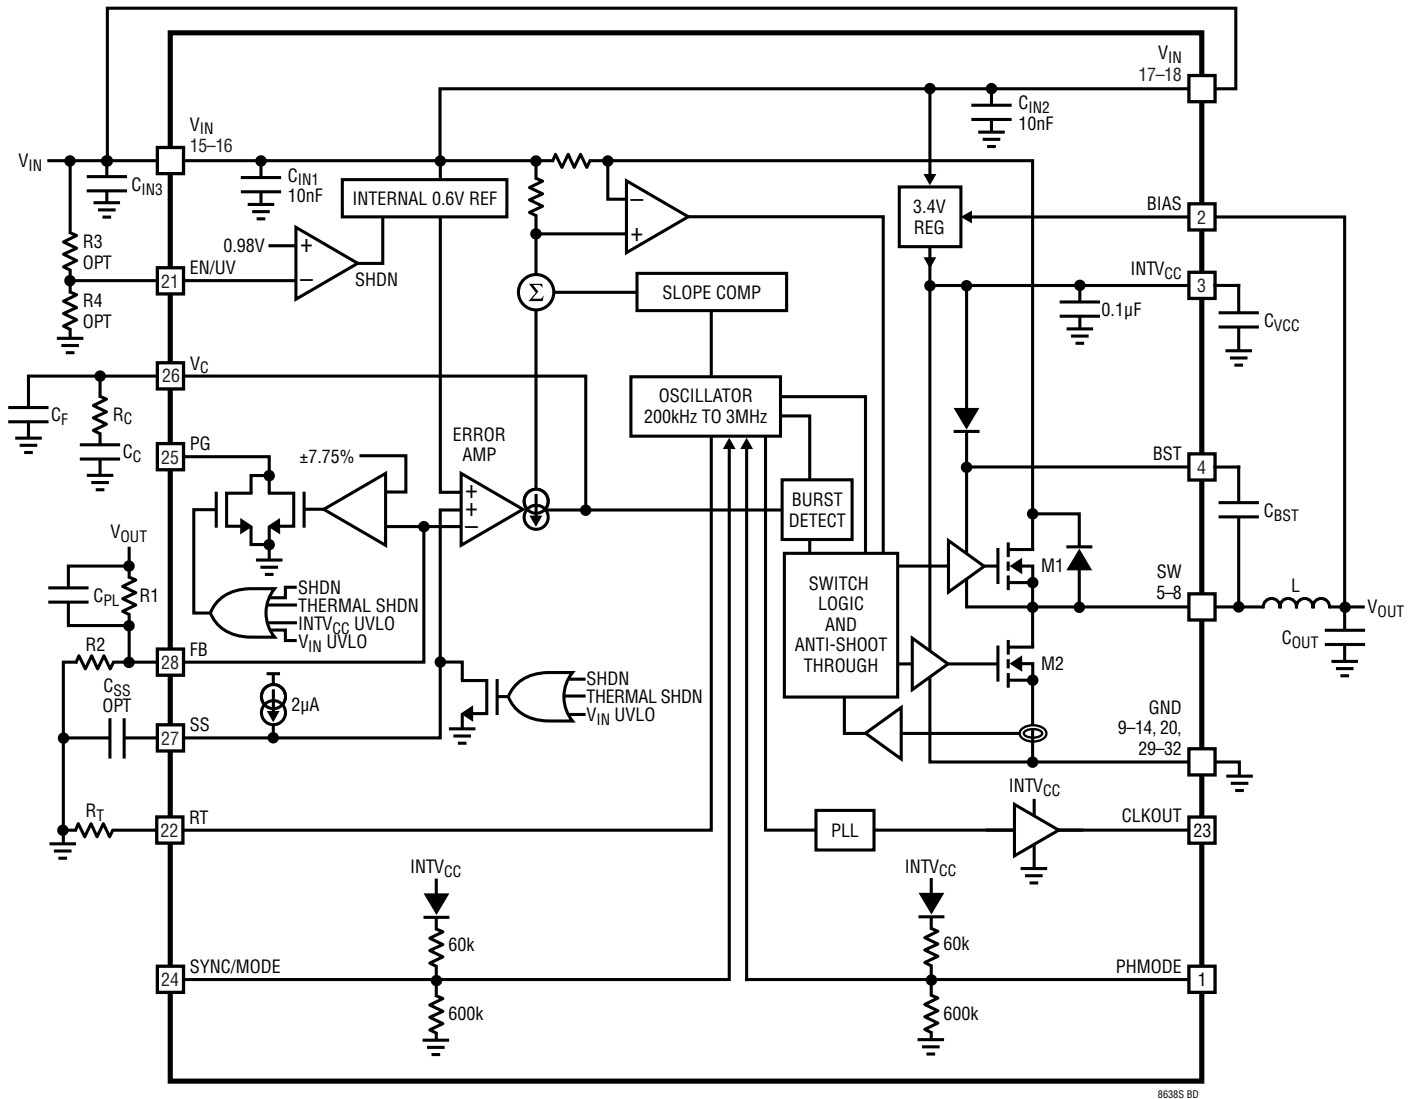 VIN
17–18
VIN
15–16
CIN2
10nF
VIN
CIN3
CIN1
10nF
INTERNAL 0.6V REF
3.4V
REG
BIAS
2
R3
OPT
0.98V
+
–
SHDN
–
+
EN/UV
21
INTVCC
3
R4
OPT
Σ
SLOPE COMP
0.1µF
CVCC
VC
26
CF
RC
CC
OSCILLATOR
200kHz TO 3MHz
PG
25
±7.75%
ERROR
AMP
+
+
–
BST
4
BURST
DETECT
CBST
VOUT
CPL
R1
SHDN
THERMAL SHDN
INTVCC UVLO
VIN UVLO
M1
SW
5–8
L
VOUT
COUT
SWITCH
LOGIC
AND
ANTI-SHOOT
THROUGH
R2
FB
28
M2
CSS
OPT
2µA
SHDN
THERMAL SHDN
VIN UVLO
SS
27
GND
9–14, 20,
29–32
RT
RT
22
INTVCC
PLL
CLKOUT
23
INTVCC
INTVCC
60k
60k
SYNC/MODE
24
PHMODE
1
600k
600k
8638S BD